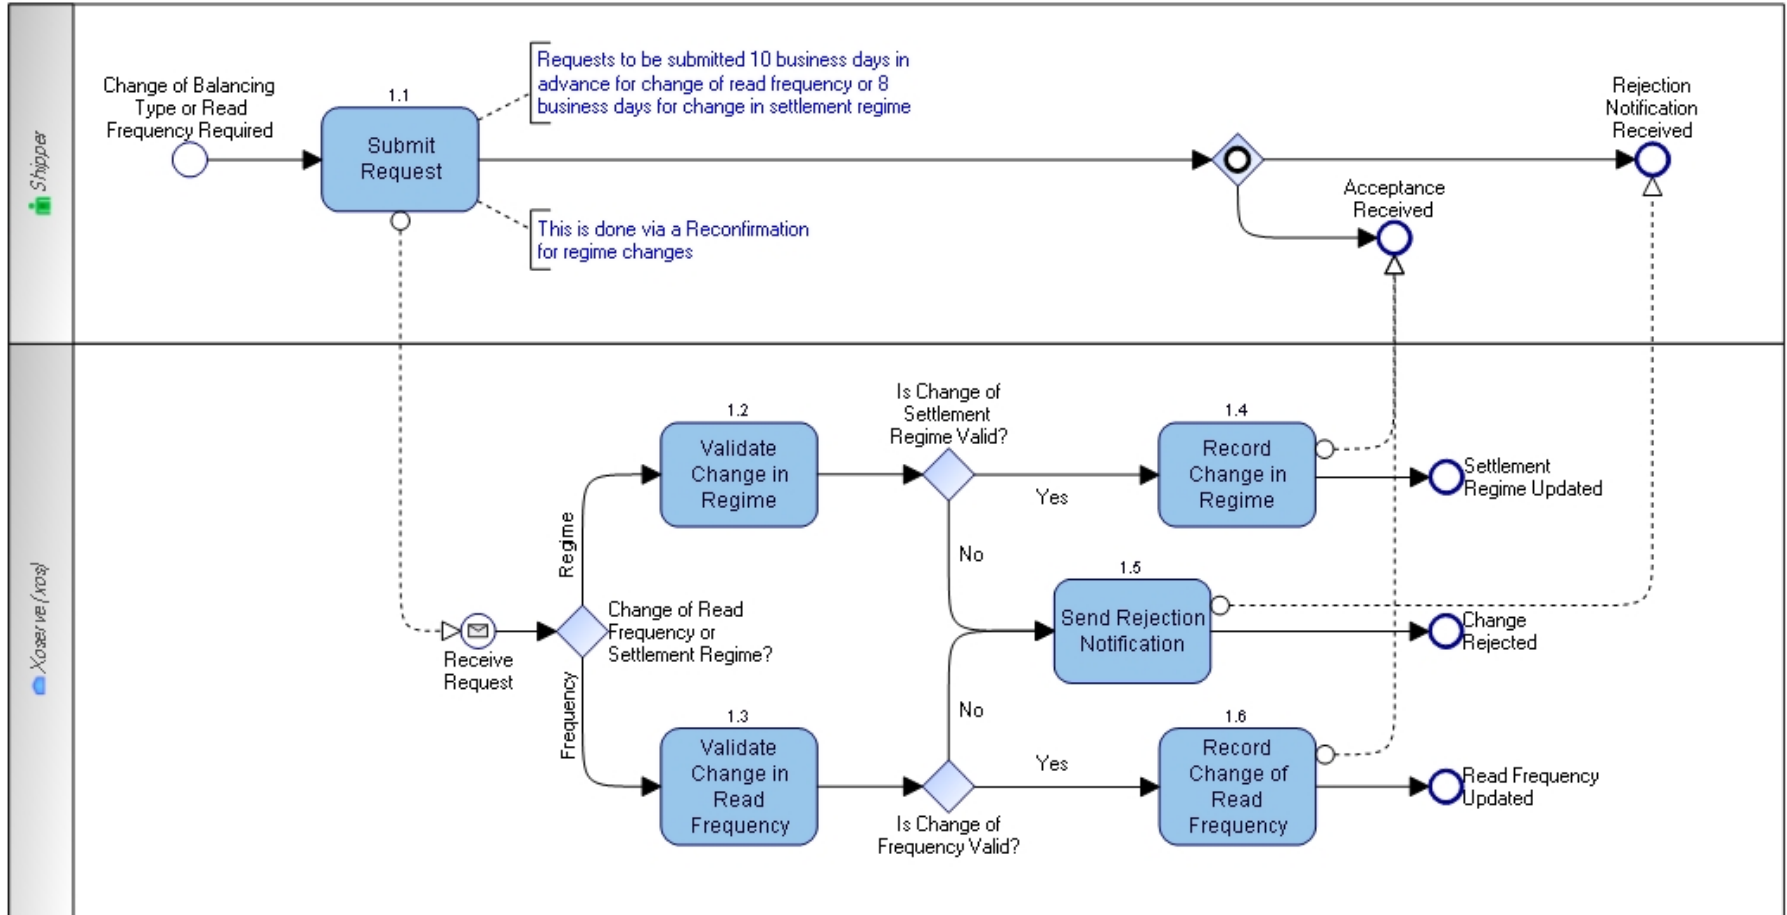 Shipper
Change of Balancing
Type or Read
Frequency Required
1.1
Submit
Request
Requests to be submitted 10 business days in
advance for change of read frequency or 8
business days for change in settlement regime
This is done via a Reconfirmation
for regime changes
Acceptance
Received
Rejection
Notification
Received
Xoserve (xos)
Receive
Request
Change of Read
Frequency or
Settlement Regime?
Regime
Frequency
1.2
Validate
Change in
Regime
Is Change of
Settlement
Regime Valid?
Yes
No
1.4
Record
Change in
Regime
Settlement
Regime Updated
1.5
Send Rejection
Notification
Change
Rejected
1.3
Validate
Change in
Read
Frequency
No
Yes
Is Change of
Frequency Valid?
1.6
Record
Change of
Read
Frequency
Read Frequency
Updated